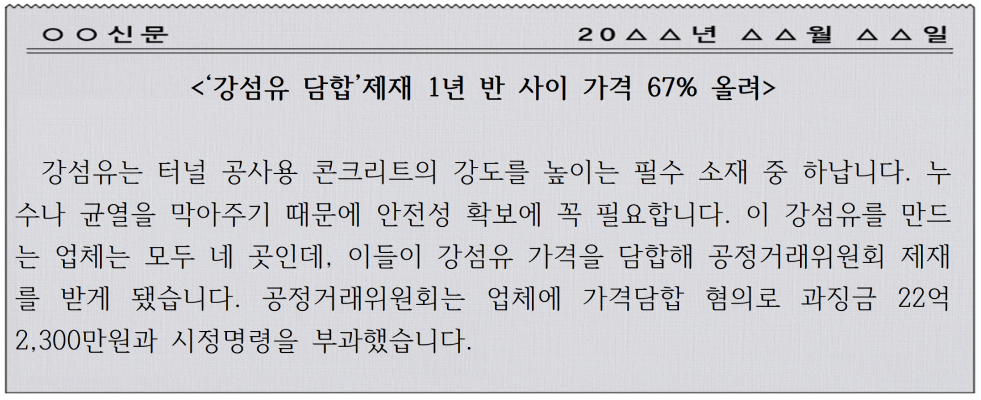 ○○신문 20△△년 △△월 △△일
<‘강섬유 담합’제재 1년 반 사이 가격 67% 올려>
강섬유는 터널 공사용 콘크리트의 강도를 높이는 필수 소재 중 하납니다. 누
수나 균열을 막아주기 때문에 안전성 확보에 꼭 필요합니다. 이 강섬유를 만드
는 업체는 모두 네 곳인데, 이들이 강섬유 가격을 담합해 공정거래위원회 제재
를 받게 됐습니다. 공정거래위원회는 업체에 가격담합 혐의로 과징금 22억
2,300만원과 시정명령을 부과했습니다.